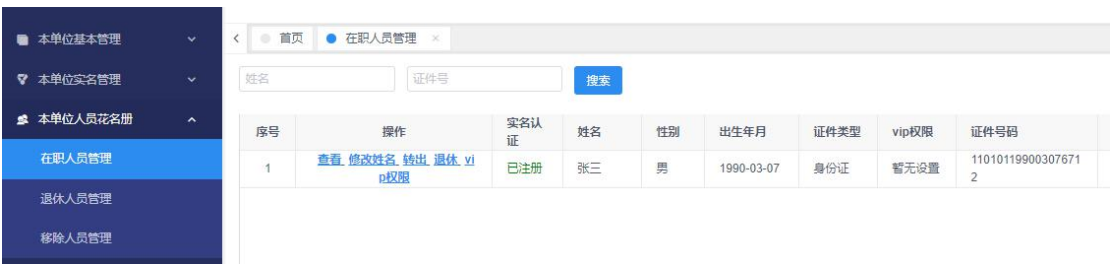 本单位基本管理
本单位实名管理
本单位人员花名册
在职人员管理
退休人员管理
移除人员管理
首页 在职人员管理 ×
姓名 证件号 搜索
序号 操作 实名认 姓名 性别 出生年月 证件类型 vip权限 证件号码
证
1 查看 修改姓名 转出 退休 vi 已注册 张三 男 1990-03-07 身份证 暂无设置 11010119900307671
p权限 2